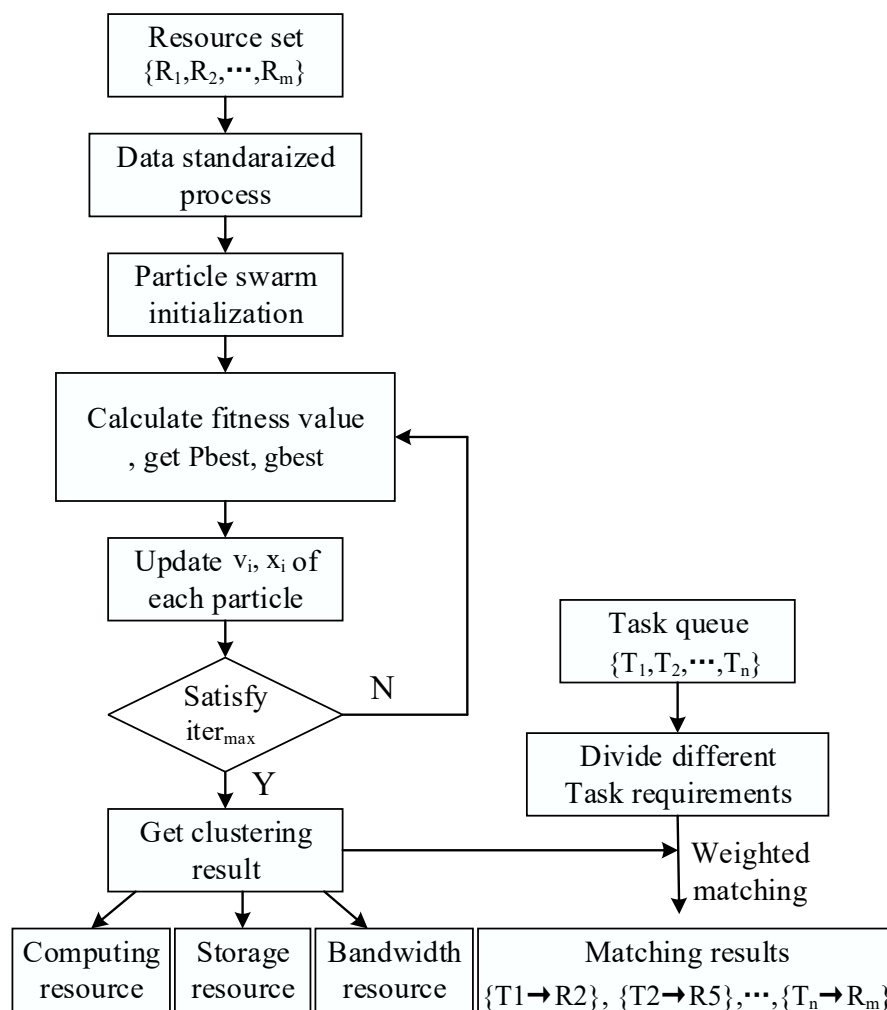 Resource set
{R₁,R₂,⋯,Rₘ}
Data standaraized
process
Particle swarm
initialization
Calculate fitness value
, get Pbest, gbest
Update vᵢ, xᵢ of
each particle
Satisfy
iterₘₐₓ
N
Y
Get clustering
result
Computing
resource
Storage
resource
Bandwidth
resource
Task queue
{T₁,T₂,⋯,Tₙ}
Divide different
Task requirements
Weighted
matching
Matching results
{T1→R2}, {T2→R5},⋯,{Tₙ→Rₘ}